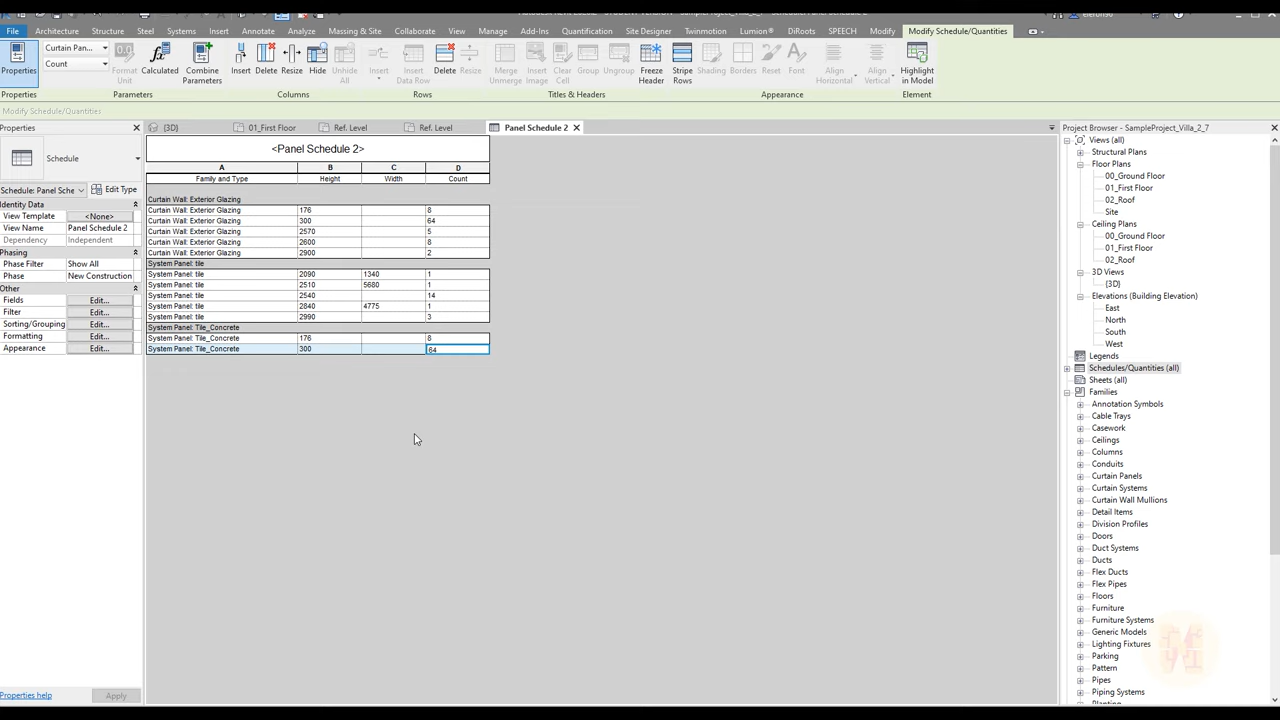 File Architecture Structure Steel Systems Insert Annotate Analyze Massing & Site Collaborate View Manage Add-Ins Quantification Site Designer Twinmotion Lumion® DiRoots SPEECH Modify Modify Schedule/Quantities
Properties
Curtain Pan...
Count
Format Unit
Calculated
Combine Parameters
Insert
Delete
Resize
Hide
Unhide All
Insert
Insert Data Row
Delete
Resize
Merge Unmerge
Insert Image
Clear Cell
Group
Ungroup
Freeze Header
Stripe Rows
Shading
Borders
Reset
Font
Align Horizontal
Align Vertical
Highlight in Model
Properties Parameters Columns Rows Titles & Headers Appearance Element
Modify Schedule/Quantities
Properties
Schedule
Schedule: Panel Sche
Edit Type
Identity Data
View Template <None>
View Name Panel Schedule 2
Dependency Independent
Phasing
Phase Filter Show All
Phase New Construction
Other
Fields Edit...
Filter Edit...
Sorting/Grouping Edit...
Formatting Edit...
Appearance Edit...
Properties help
Apply
{3D} 01_First Floor Ref. Level Ref. Level Panel Schedule 2
<Panel Schedule 2>
A B C D
Family and Type Height Width Count
Curtain Wall: Exterior Glazing
Curtain Wall: Exterior Glazing 176 8
Curtain Wall: Exterior Glazing 300 64
Curtain Wall: Exterior Glazing 2570 5
Curtain Wall: Exterior Glazing 2600 8
Curtain Wall: Exterior Glazing 2900 2
System Panel: tile
System Panel: tile 2090 1340 1
System Panel: tile 2510 5680 1
System Panel: tile 2540 14
System Panel: tile 2840 4775 1
System Panel: tile 2990 3
System Panel: Tile_Concrete
System Panel: Tile_Concrete 176 8
System Panel: Tile_Concrete 300 64
Project Browser - SampleProject_Villa_2_7
Views (all)
Structural Plans
Floor Plans
00_Ground Floor
01_First Floor
02_Roof
Site
Ceiling Plans
00_Ground Floor
01_First Floor
02_Roof
3D Views
{3D}
Elevations (Building Elevation)
East
North
South
West
Legends
Schedules/Quantities (all)
Sheets (all)
Families
Annotation Symbols
Cable Trays
Casework
Ceilings
Columns
Conduits
Curtain Panels
Curtain Systems
Curtain Wall Mullions
Detail Items
Division Profiles
Doors
Duct Systems
Ducts
Flex Ducts
Flex Pipes
Floors
Furniture
Furniture Systems
Generic Models
Lighting Fixtures
Parking
Pattern
Pipes
Piping Systems